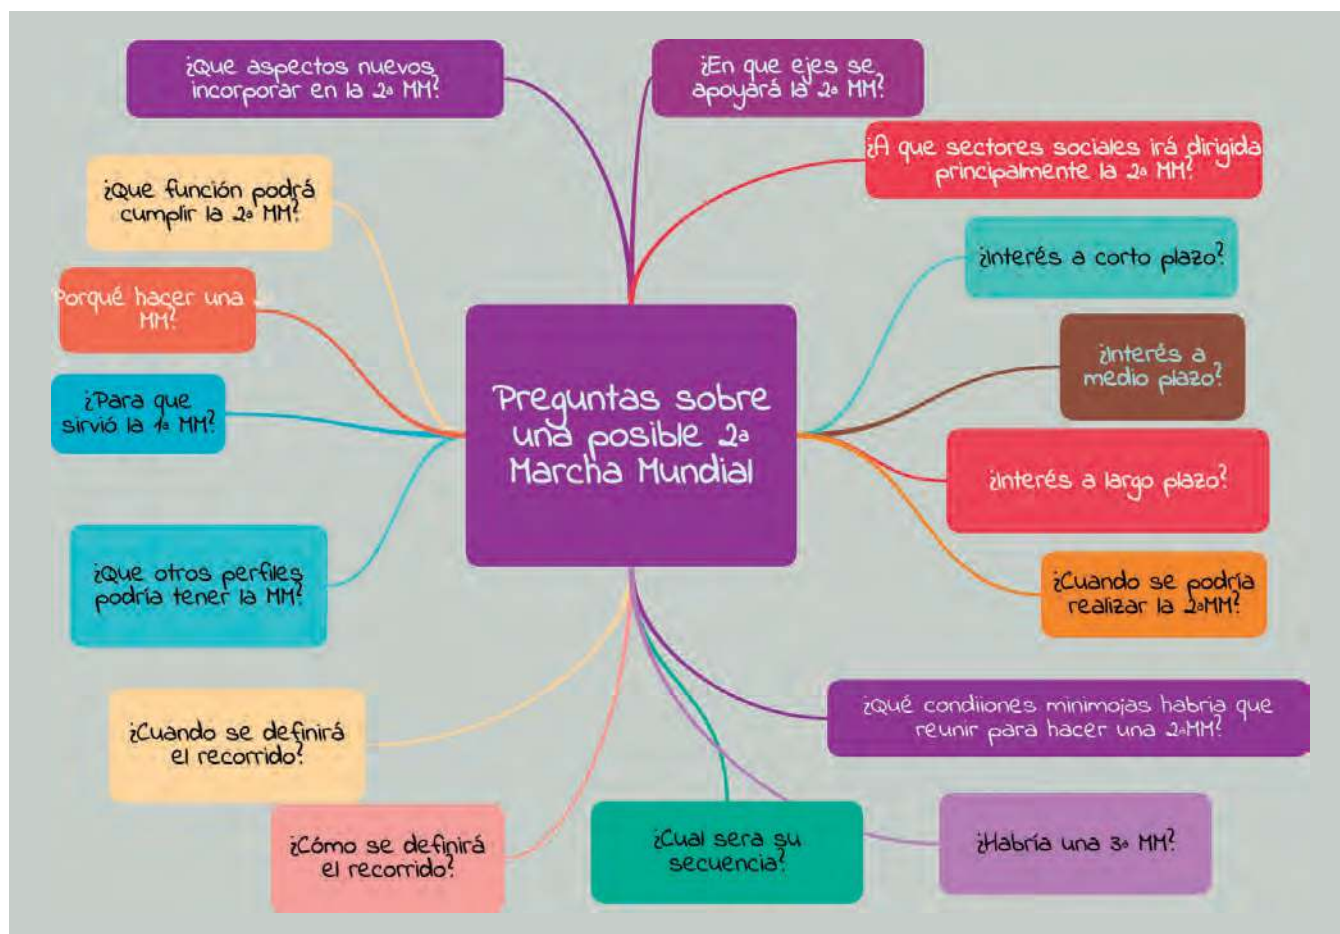 ¿Que aspectos nuevos
incorporar en la 2ª MM?
¿En que ejes se
apoyará la 2ª MM?
¿A que sectores sociales irá dirigida
principalmente la 2ª MM?
¿Que función podrá
cumplir la 2ª MM?
¿Interés a corto plazo?
Porqué hacer una
MM?
¿Interés a
medio plazo?
¿Para que
sirvió la 1ª MM?
Preguntas sobre
una posible 2ª
Marcha Mundial
¿Interés a largo plazo?
¿Que otros perfiles
podría tener la MM?
¿Cuando se podría
realizar la 2ªMM?
¿Cuando se definirá
el recorrido?
¿Qué condiiones minimojas habria que
reunir para hacer una 2ªMM?
¿Cómo se definirá
el recorrido?
¿Cual sera su
secuencia?
¿Habría una 3ª MM?